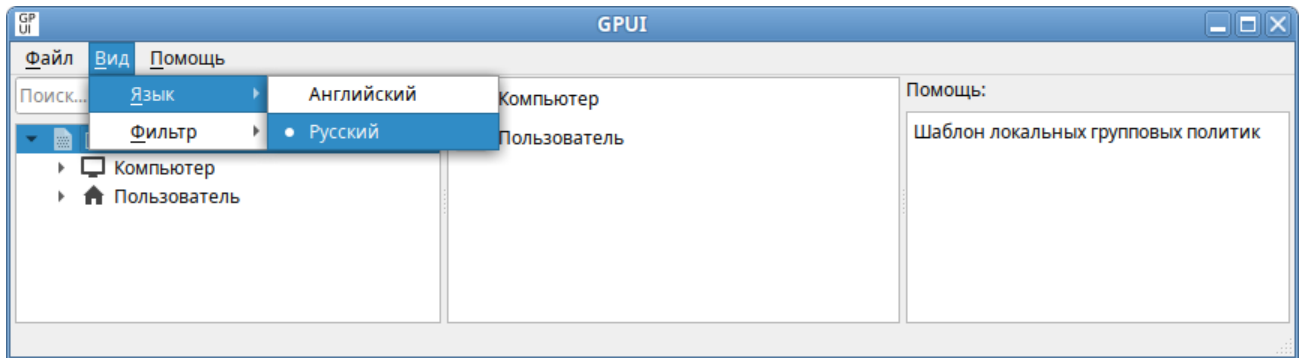 GP
UI
GPUI
Файл Вид Помощь
Поиск...
Язык
Фильтр
Английский
Русский
Компьютер
Пользователь
Компьютер
Пользователь
Помощь:
Шаблон локальных групповых политик